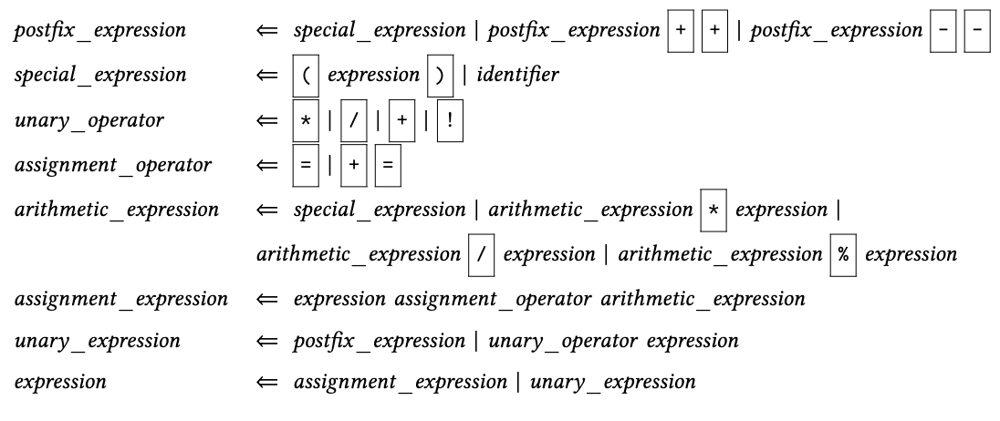 postfix_expression ⇐ special_expression | postfix_expression + + | postfix_expression - -
special_expression ⇐ ( expression ) | identifier
unary_operator ⇐ * | / | + | !
assignment_operator ⇐ = | + =
arithmetic_expression ⇐ special_expression | arithmetic_expression * expression |
arithmetic_expression / expression | arithmetic_expression % expression
assignment_expression ⇐ expression assignment_operator arithmetic_expression
unary_expression ⇐ postfix_expression | unary_operator expression
expression ⇐ assignment_expression | unary_expression